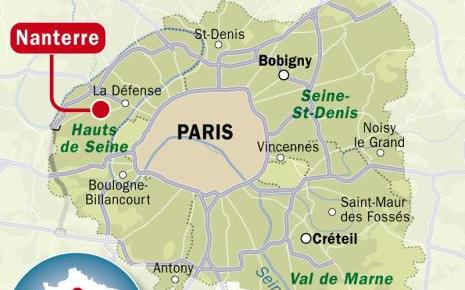 Nanterre
St-Denis
Bobigny
La Défense
Seine-
St-Denis
Hauts
de Seine
PARIS
Noisy
le Grand
Vincennes
Boulogne-
Billancourt
Saint-Maur
des Fossés
Créteil
Antony
Seine
Val de Marne